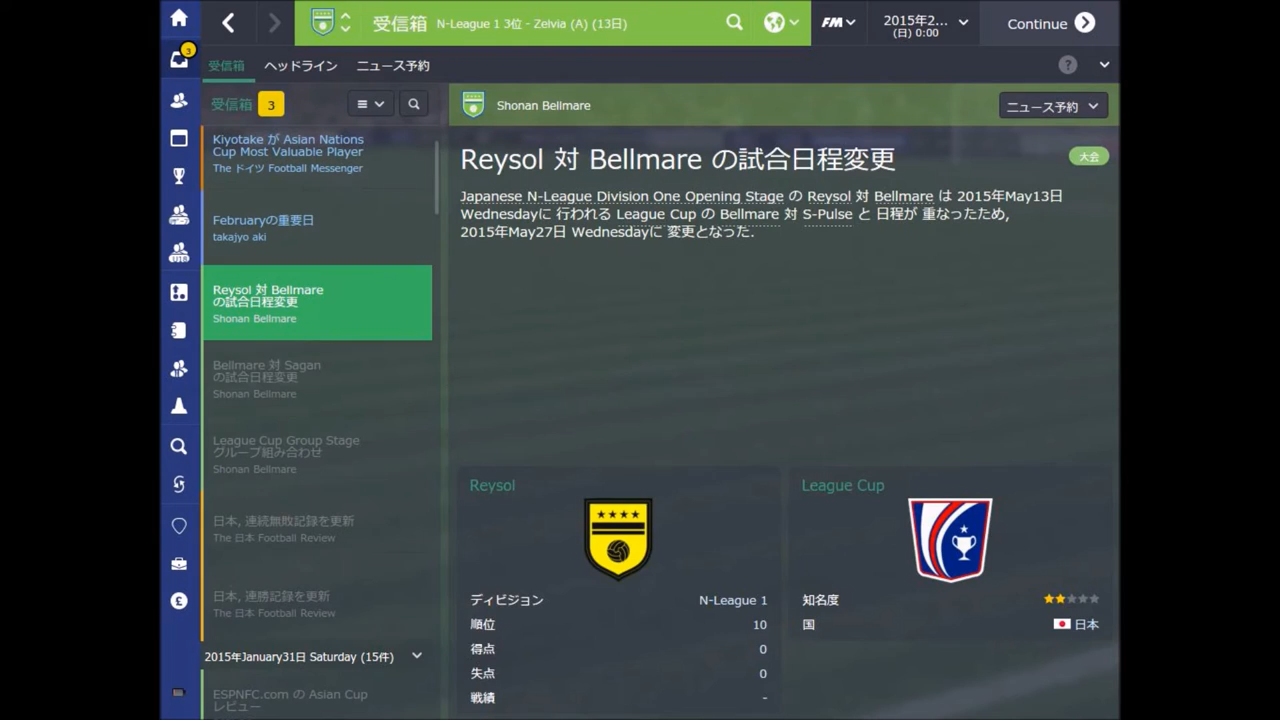 受信箱 N-League 1 3位 - Zelvia (A) (13日)
FM
2015年2...
(日) 0:00
Continue
3
受信箱 ヘッドライン ニュース予約
?
受信箱 3
Kiyotake が Asian Nations
Cup Most Valuable Player
The ドイツ Football Messenger
Februaryの重要日
takajyo aki
Reysol 対 Bellmare
の試合日程変更
Shonan Bellmare
Bellmare 対 Sagan
の試合日程変更
Shonan Bellmare
League Cup Group Stage
グループ組み合わせ
Shonan Bellmare
日本, 連続無敗記録を更新
The 日本 Football Review
日本, 連勝記録を更新
The 日本 Football Review
2015年January31日 Saturday (15件)
ESPNFC.com の Asian Cup
レビュー
Shonan Bellmare
ニュース予約
Reysol 対 Bellmare の試合日程変更
大会
Japanese N-League Division One Opening Stage の Reysol 対 Bellmare は 2015年May13日
Wednesdayに 行われる League Cup の Bellmare 対 S-Pulse と 日程が 重なったため,
2015年May27日 Wednesdayに 変更となった.
Reysol
ディビジョン N-League 1
順位 10
得点 0
失点 0
戦績 -
League Cup
知名度
国 日本
U18
£